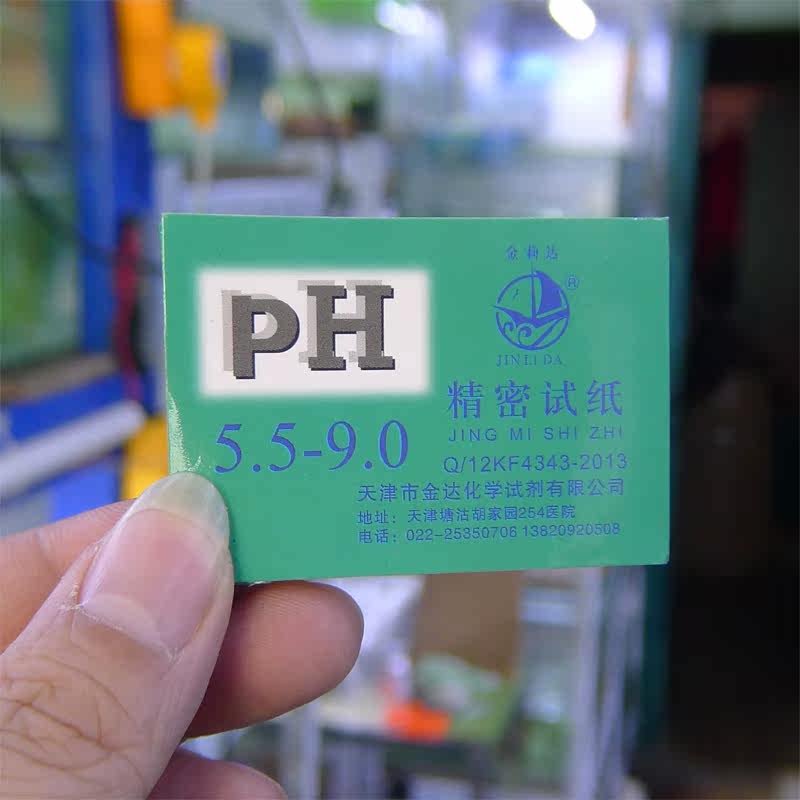 金莉达
®
JIN LI DA
PH
5.5-9.0
精密试纸
JING MI SHI ZHI
Q/12KF4343-2013
天津市金达化学试剂有限公司
地址：天津塘沽胡家园254医院
电话：022-25350706 13820920508